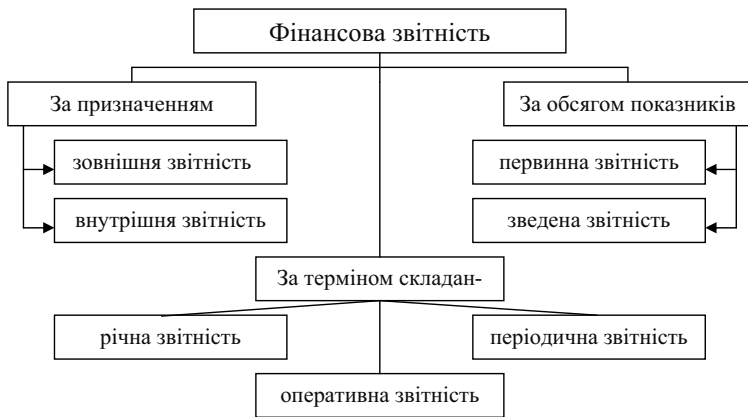 Фінансова звітність
За призначенням
За обсягом показників
зовнішня звітність
первинна звітність
внутрішня звітність
зведена звітність
За терміном складан-
річна звітність
періодична звітність
оперативна звітність